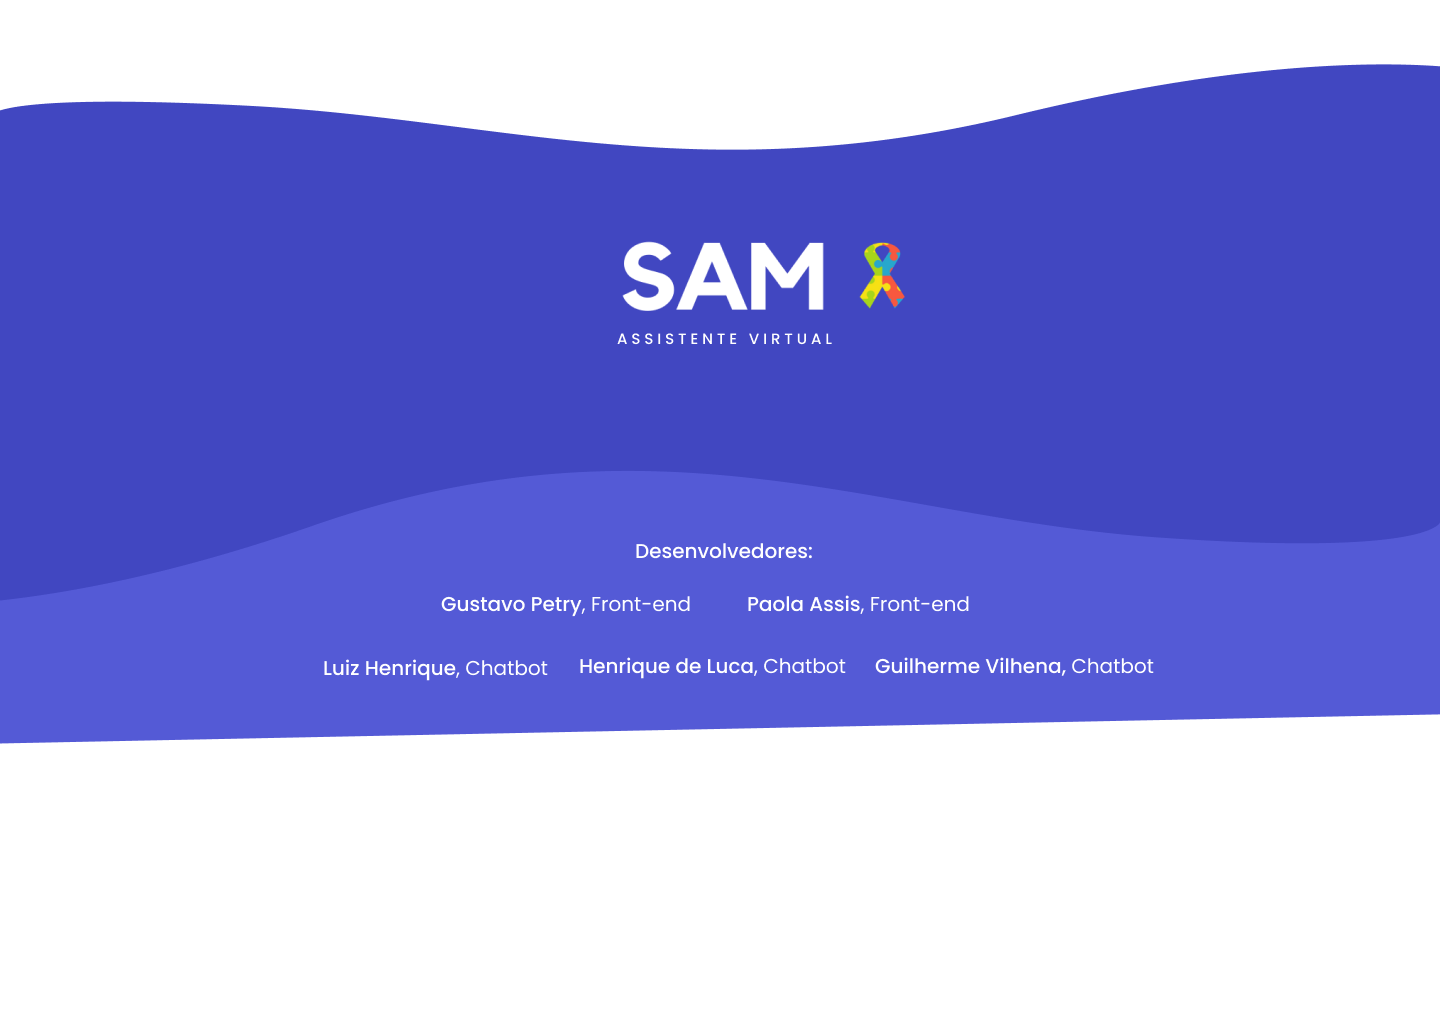 SAM
ASSISTENTE VIRTUAL
Desenvolvedores:
Gustavo Petry, Front-end Paola Assis, Front-end
Luiz Henrique, Chatbot Henrique de Luca, Chatbot Guilherme Vilhena, Chatbot